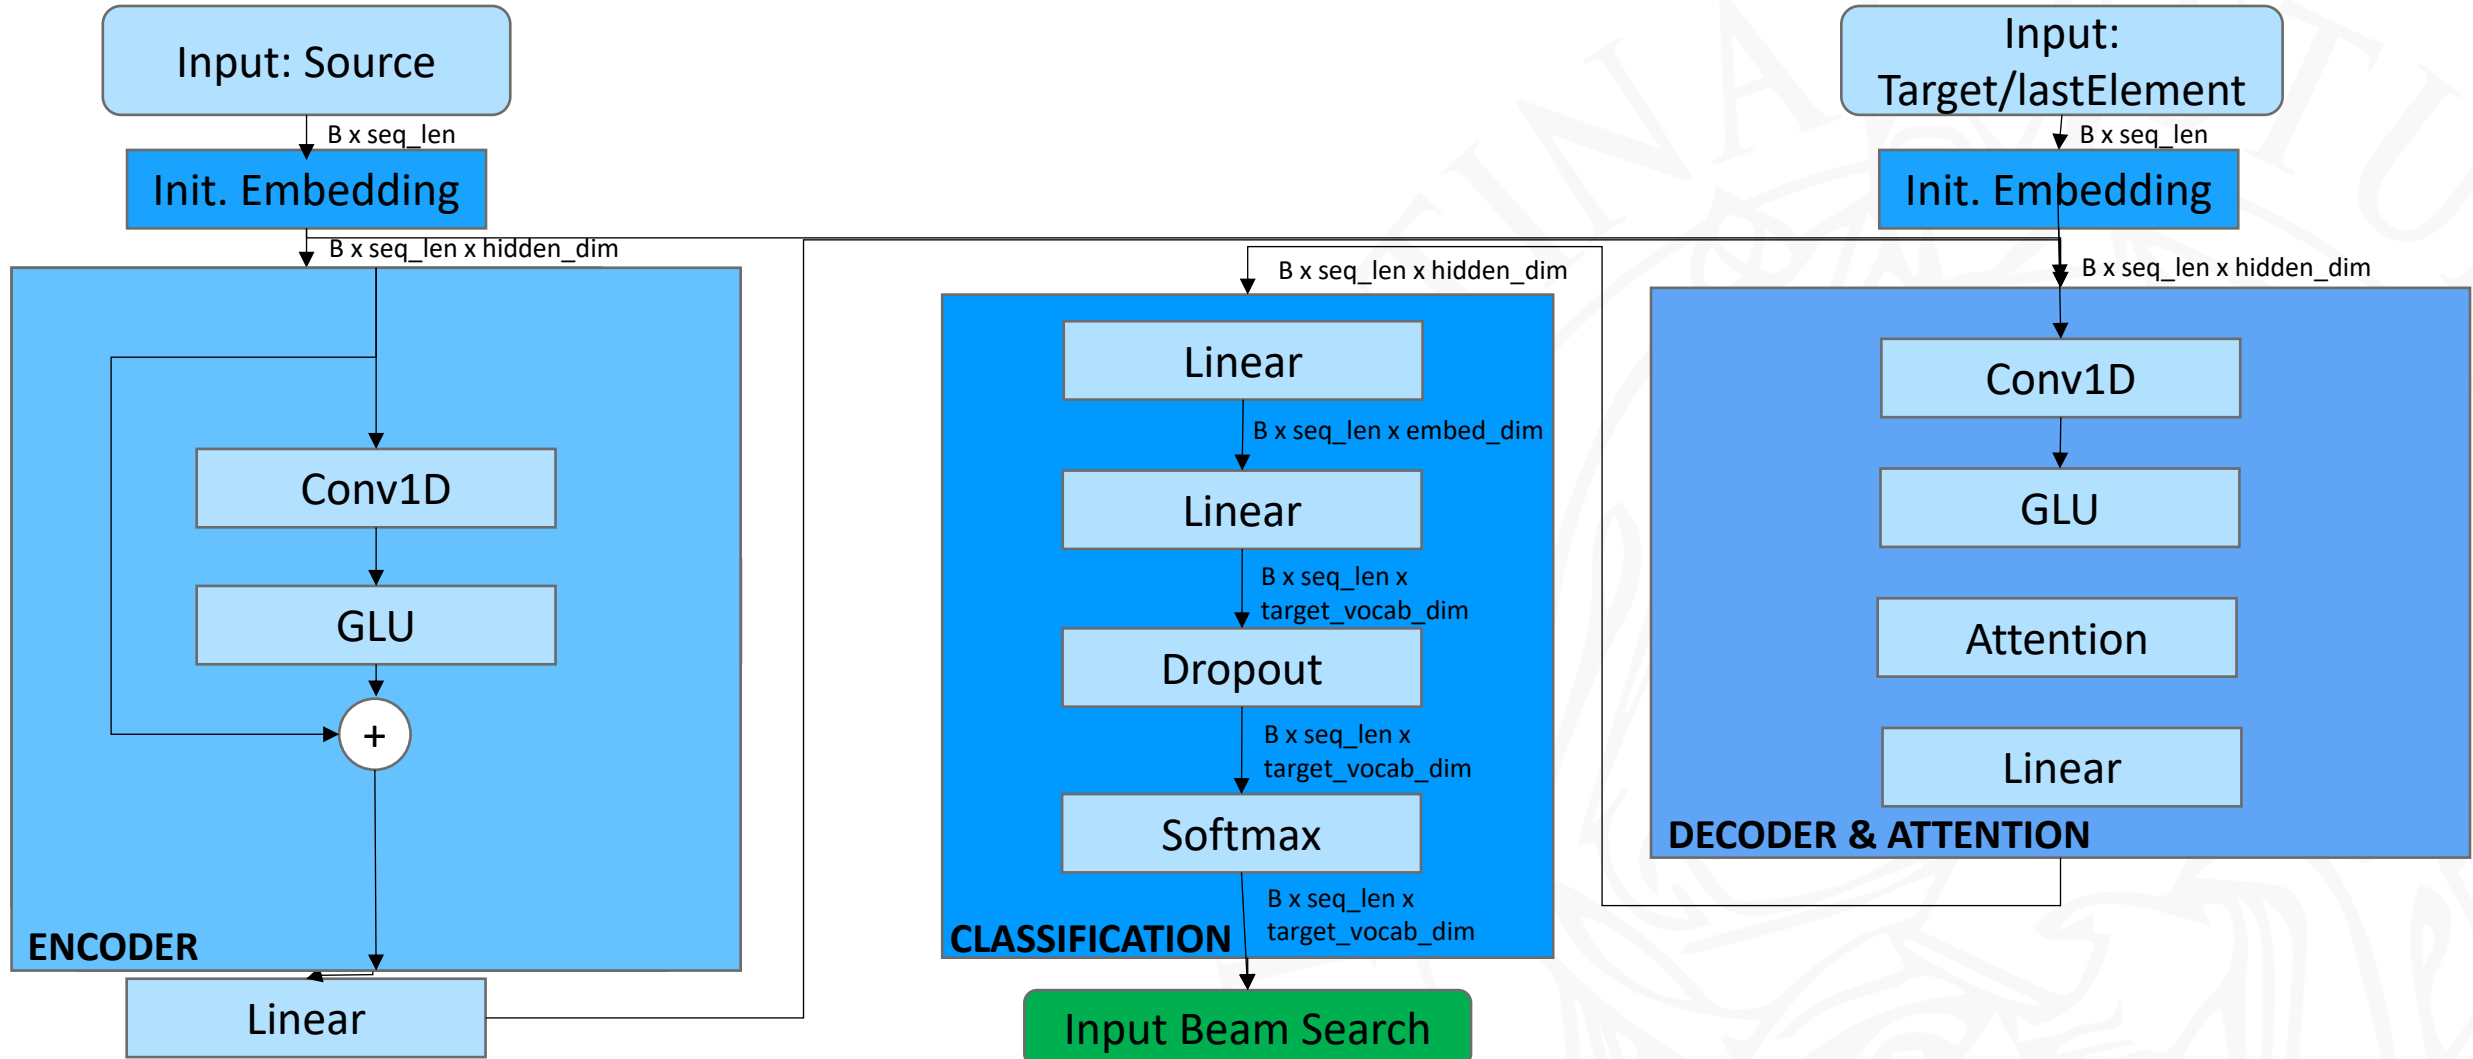 Input: Source
B x seq_len
Init. Embedding
B x seq_len x hidden_dim
Conv1D
GLU
+
ENCODER
Linear
B x seq_len x hidden_dim
Linear
B x seq_len x embed_dim
Linear
B x seq_len x
target_vocab_dim
Dropout
B x seq_len x
target_vocab_dim
Softmax
B x seq_len x
target_vocab_dim
CLASSIFICATION
Input Beam Search
Input:
Target/lastElement
B x seq_len
Init. Embedding
B x seq_len x hidden_dim
Conv1D
GLU
Attention
Linear
DECODER & ATTENTION